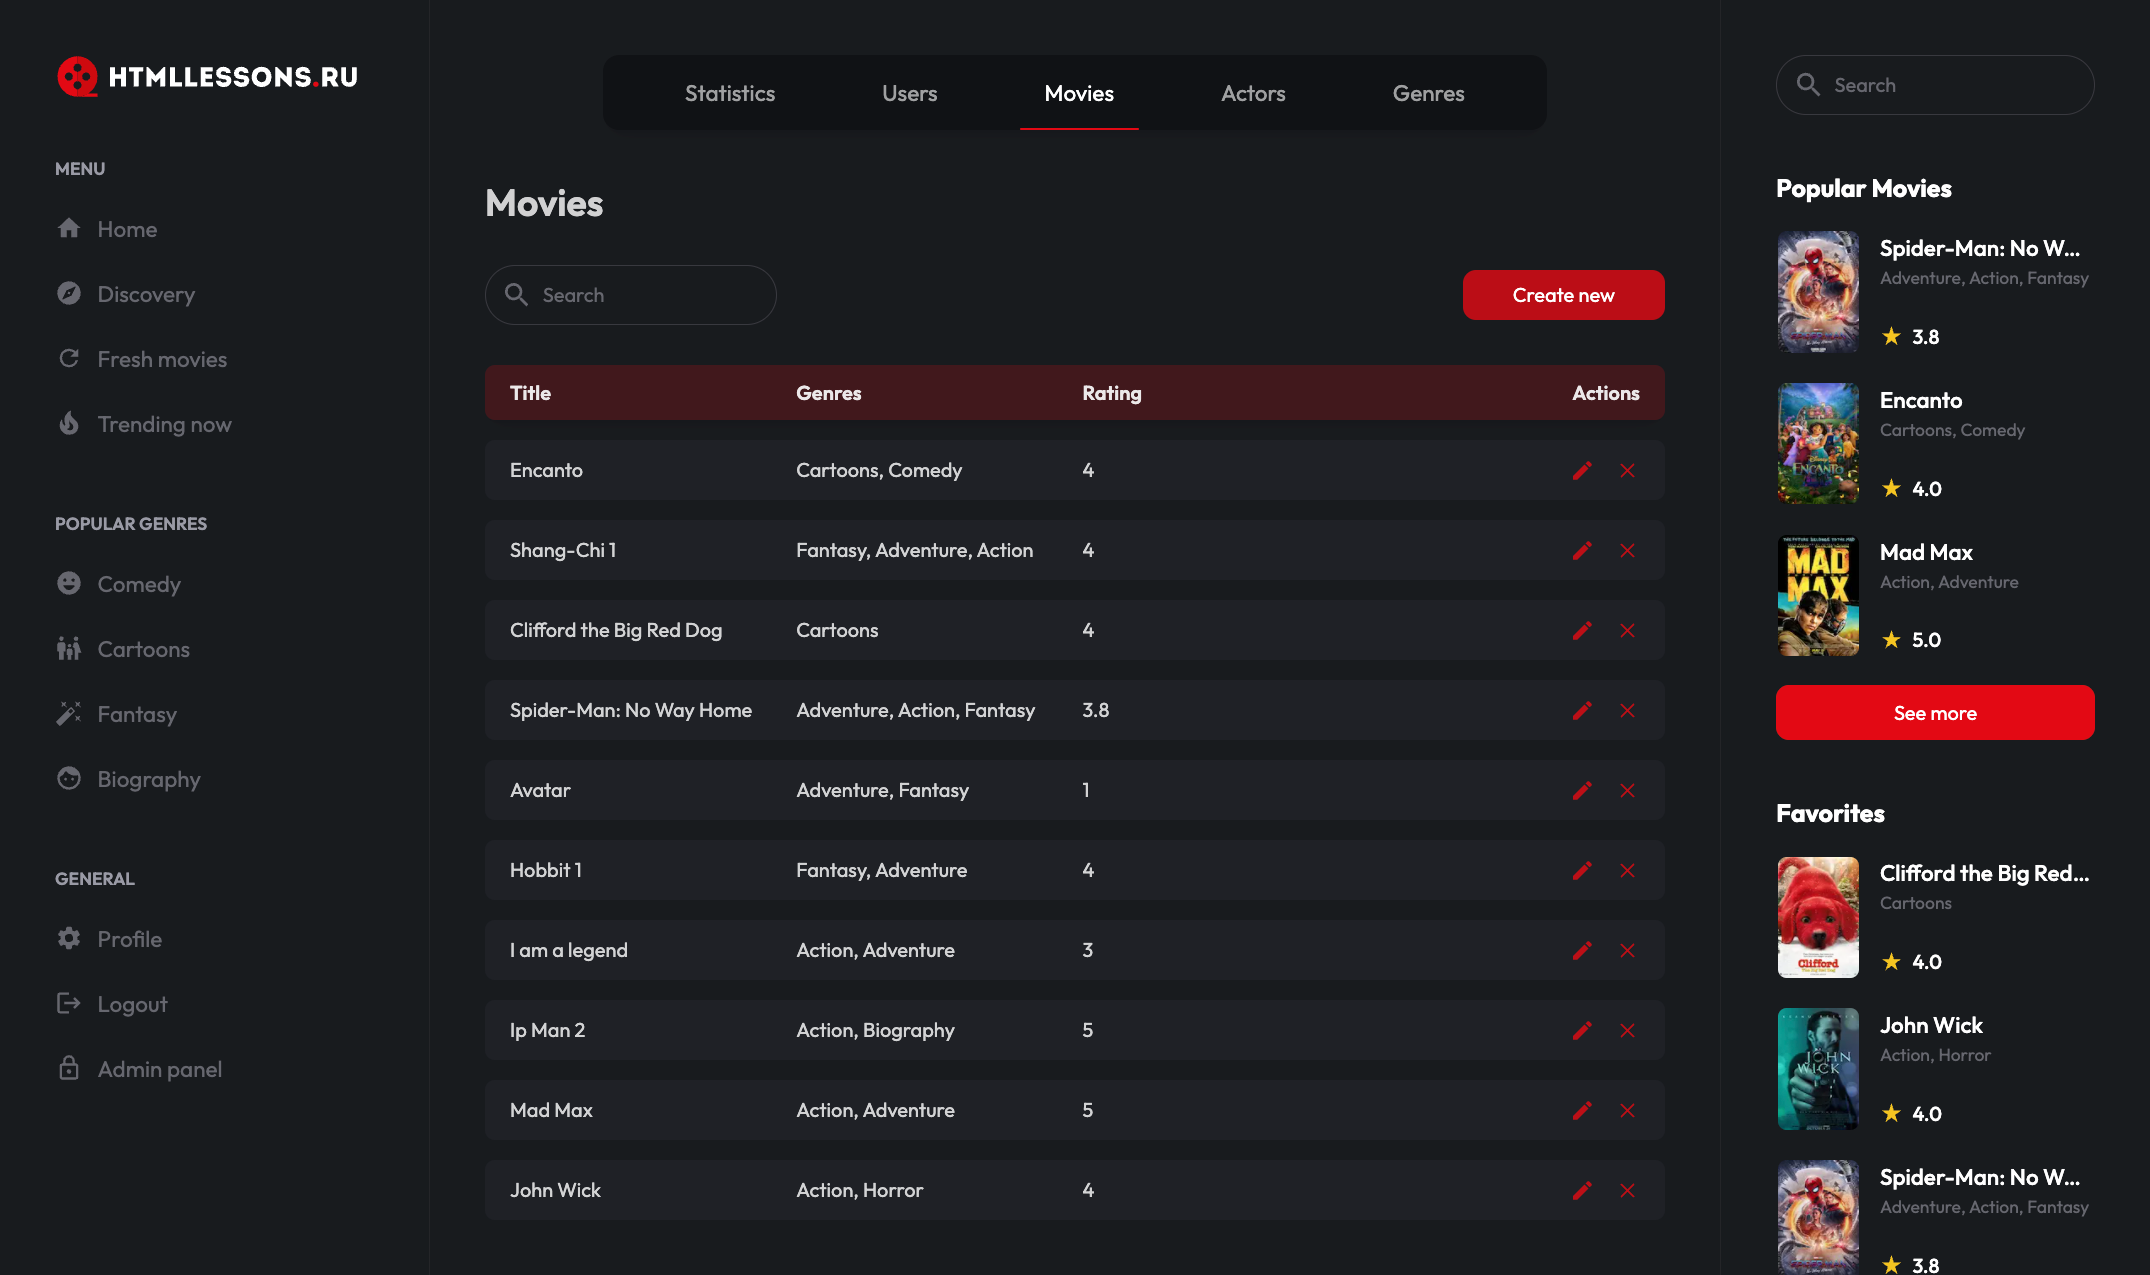 HTMLLESSONS.RU
MENU
Home
Discovery
Fresh movies
Trending now
POPULAR GENRES
Comedy
Cartoons
Fantasy
Biography
GENERAL
Profile
Logout
Admin panel
Statistics Users Movies Actors Genres
Movies
Search
Create new
Title Genres Rating Actions
Encanto Cartoons, Comedy 4
Shang-Chi 1 Fantasy, Adventure, Action 4
Clifford the Big Red Dog Cartoons 4
Spider-Man: No Way Home Adventure, Action, Fantasy 3.8
Avatar Adventure, Fantasy 1
Hobbit 1 Fantasy, Adventure 4
I am a legend Action, Adventure 3
Ip Man 2 Action, Biography 5
Mad Max Action, Adventure 5
John Wick Action, Horror 4
Search
Popular Movies
Spider-Man: No W...
Adventure, Action, Fantasy
3.8
ENCANTO
Encanto
Cartoons, Comedy
4.0
MAD
MAX
Mad Max
Action, Adventure
5.0
See more
Favorites
Clifford
Clifford the Big Red...
Cartoons
4.0
JOHN
WICK
John Wick
Action, Horror
4.0
Spider-Man: No W...
Adventure, Action, Fantasy
3.8